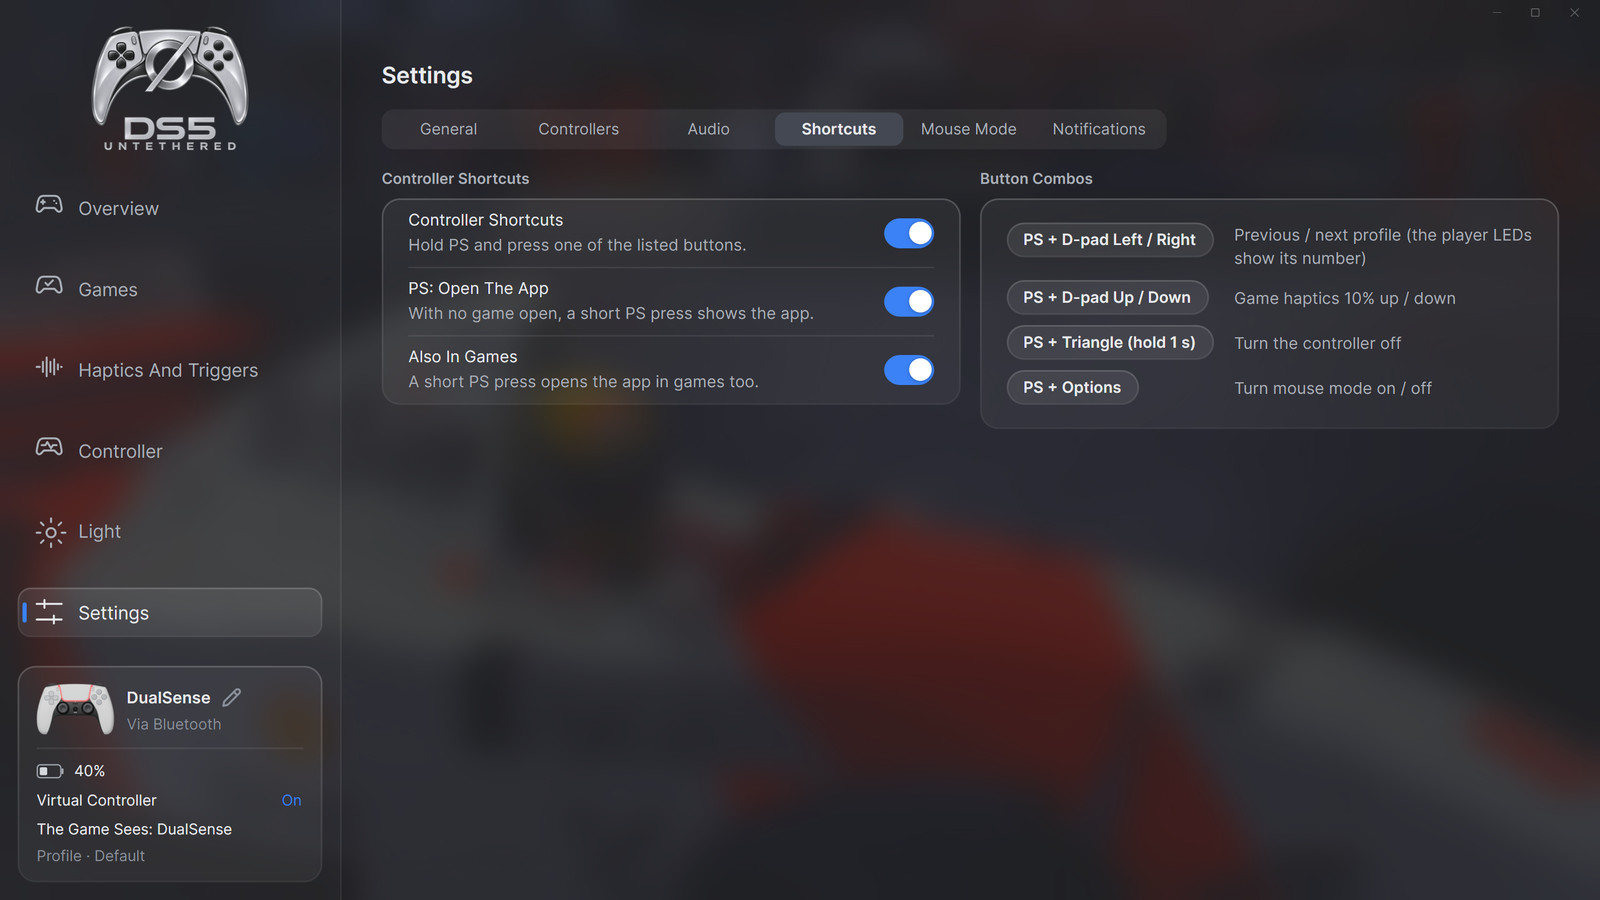 DS5
UNTETHERED
Overview
Games
Haptics And Triggers
Controller
Light
Settings
DualSense
Via Bluetooth
40%
Virtual Controller
On
The Game Sees: DualSense
Profile · Default
Settings
General
Controllers
Audio
Shortcuts
Mouse Mode
Notifications
Controller Shortcuts
Controller Shortcuts
Hold PS and press one of the listed buttons.
PS: Open The App
With no game open, a short PS press shows the app.
Also In Games
A short PS press opens the app in games too.
Button Combos
PS + D-pad Left / Right
Previous / next profile (the player LEDs
show its number)
PS + D-pad Up / Down
Game haptics 10% up / down
PS + Triangle (hold 1 s)
Turn the controller off
PS + Options
Turn mouse mode on / off